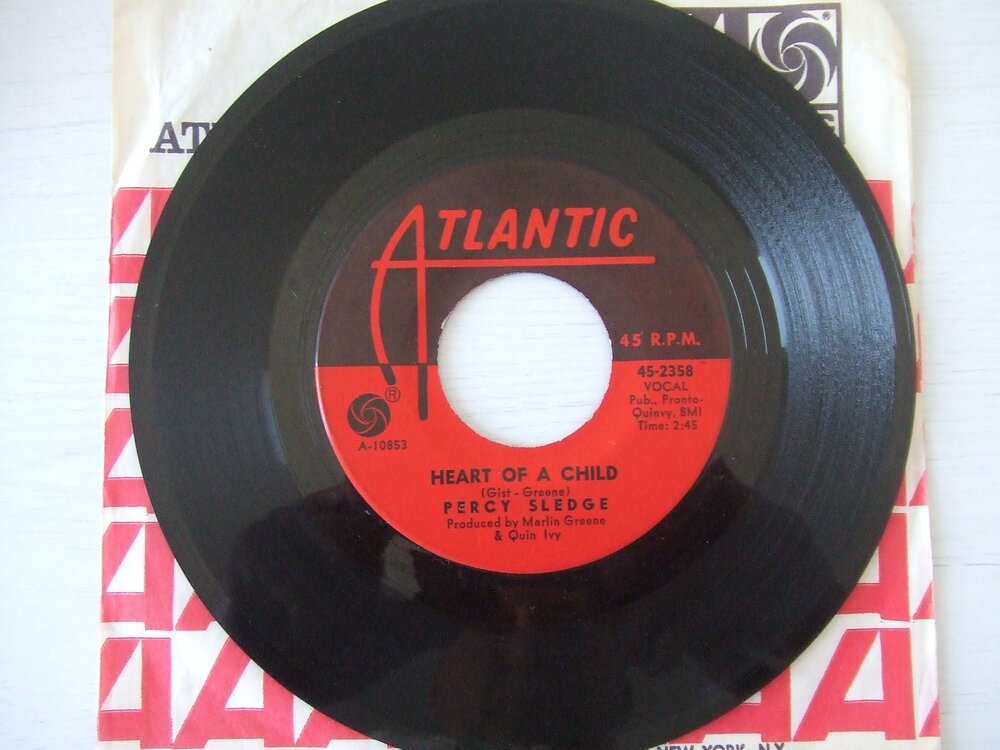 AT
ATLANTIC
45 R.P.M.
45-2358
VOCAL
Pub., Pronto-
Quinvy, BMI
Time: 2:45
®
A-10853
HEART OF A CHILD
(Gist - Greene)
PERCY SLEDGE
Produced by Marlin Greene
& Quin Ivy
NEW YORK, N.Y.